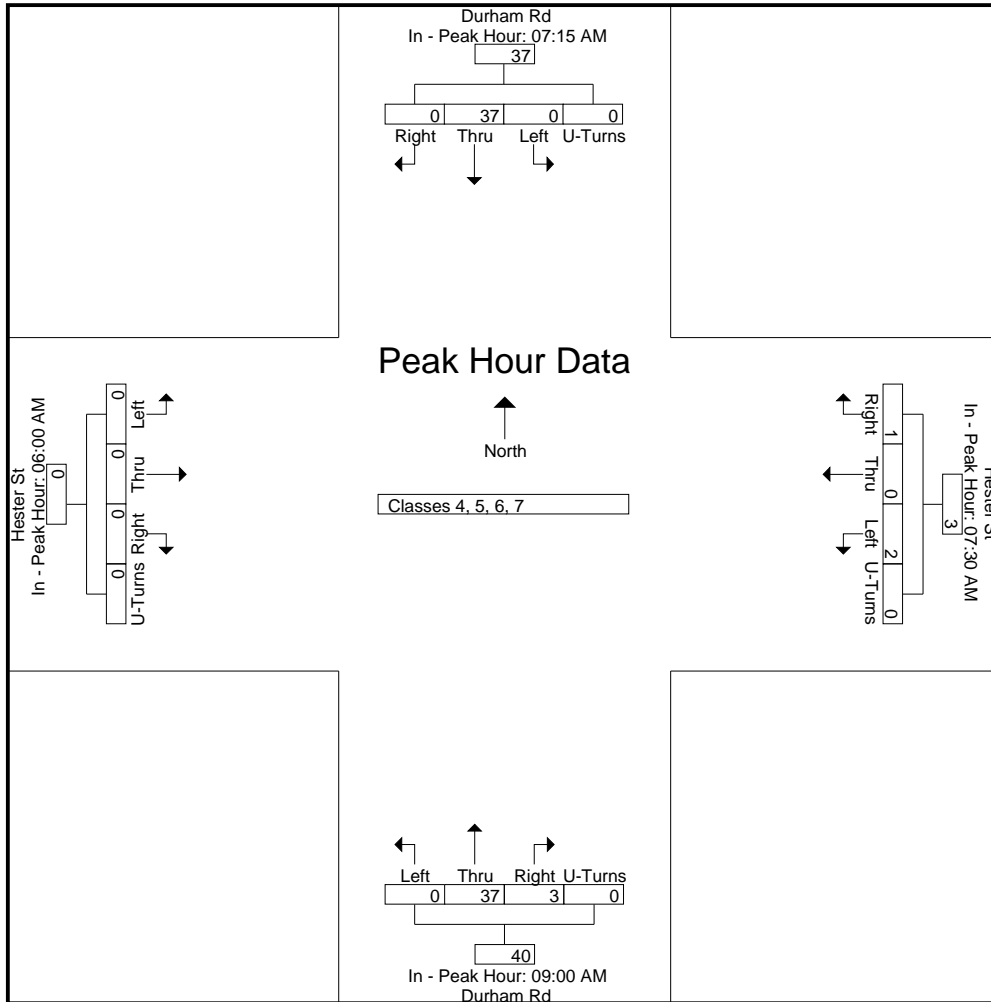 Durham Rd
In - Peak Hour: 07:15 AM
37
0 37 0 0
Right Thru Left U-Turns
Peak Hour Data
North
Classes 4, 5, 6, 7
Hester St
In - Peak Hour: 06:00 AM
0
0 0 0 0
Left Thru Right U-Turns
Hester St
In - Peak Hour: 07:30 AM
3
1 0 2 0
Right Thru Left U-Turns
Left Thru Right U-Turns
0 37 3 0
40
In - Peak Hour: 09:00 AM
Durham Rd